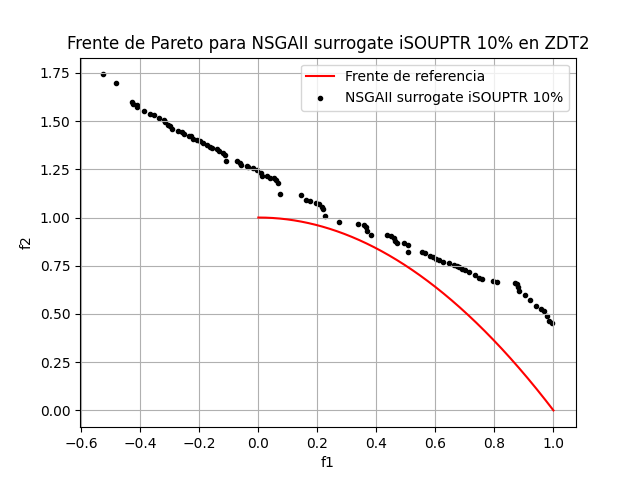 Frente de Pareto para NSGAII surrogate iSOUPTR 10% en ZDT2
Frente de referencia
NSGAII surrogate iSOUPTR 10%
f2
1.75
1.50
1.25
1.00
0.75
0.50
0.25
0.00
−0.6 −0.4 −0.2 0.0 0.2 0.4 0.6 0.8 1.0
f1